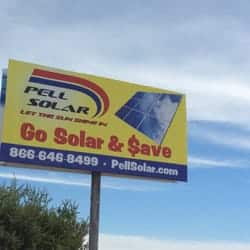 PELL
SOLAR
LET THE SUN SHINE IN
Go Solar & $ave
866-646-8499 • PellSolar.com